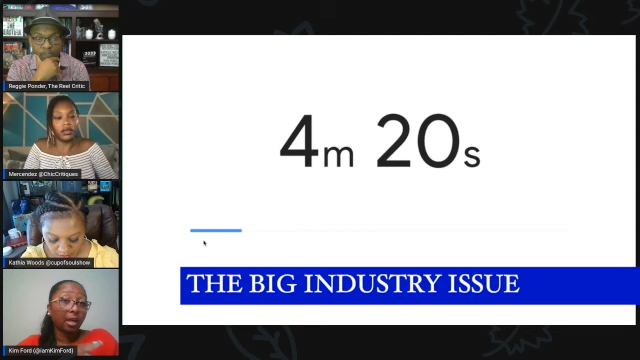 Reggie Ponder, The Reel Critic
Mercendez @ChicCritiques
Kathia Woods @cupofsoulshow
Kim Ford (@iamKimFord)
4m 20s
THE BIG INDUSTRY ISSUE